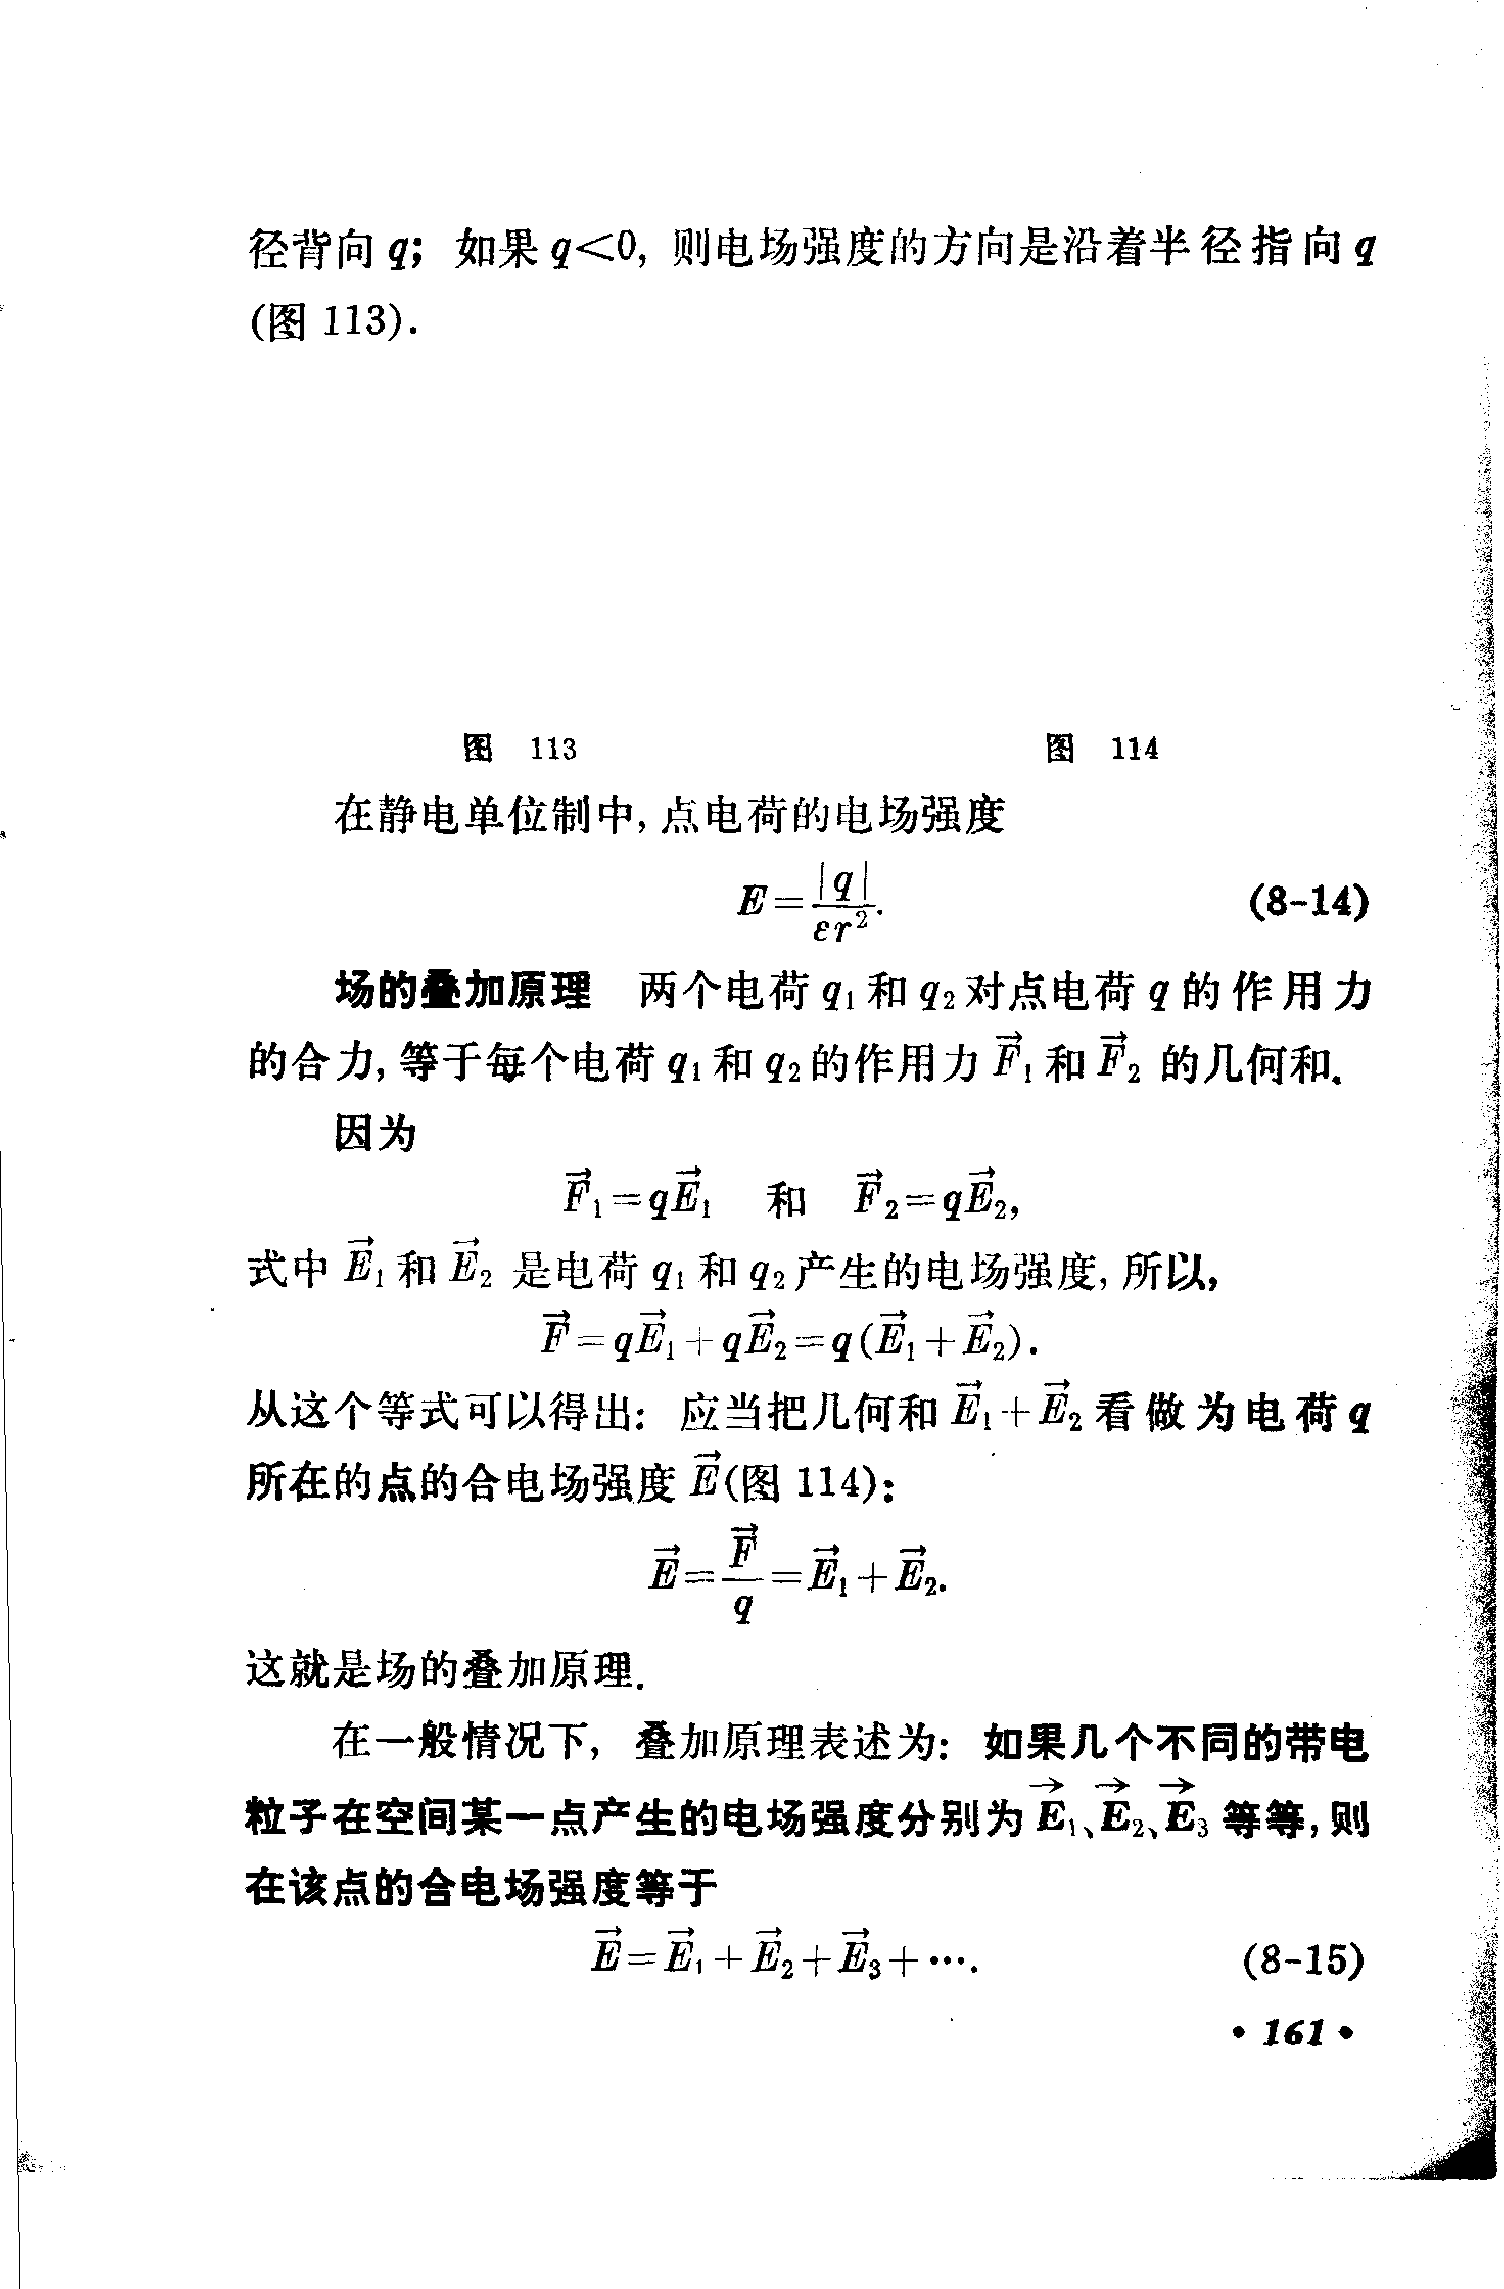 径背向 q；如果 q<0，则电场强度的方向是沿着半径指向 q
(图 113).
图 113
图 114
在静电单位制中，点电荷的电场强度
E=|q|/εr². (8-14)
场的叠加原理 两个电荷 q₁ 和 q₂ 对点电荷 q 的作用力
的合力，等于每个电荷 q₁ 和 q₂ 的作用力 F⃗₁ 和 F⃗₂ 的几何和.
因为
F⃗₁=qE⃗₁ 和 F⃗₂=qE⃗₂,
式中 E⃗₁ 和 E⃗₂ 是电荷 q₁ 和 q₂ 产生的电场强度，所以，
F⃗=qE⃗₁+qE⃗₂=q(E⃗₁+E⃗₂).
从这个等式可以得出：应当把几何和 E⃗₁+E⃗₂ 看做为电荷 q
所在的点的合电场强度 E⃗(图 114)：
E⃗=F⃗/q=E⃗₁+E⃗₂.
这就是场的叠加原理.
在一般情况下，叠加原理表述为：如果几个不同的带电
粒子在空间某一点产生的电场强度分别为 E⃗₁、E⃗₂、E⃗₃ 等等，则
在该点的合电场强度等于
E⃗=E⃗₁+E⃗₂+E⃗₃+…. (8-15)
• 161 •